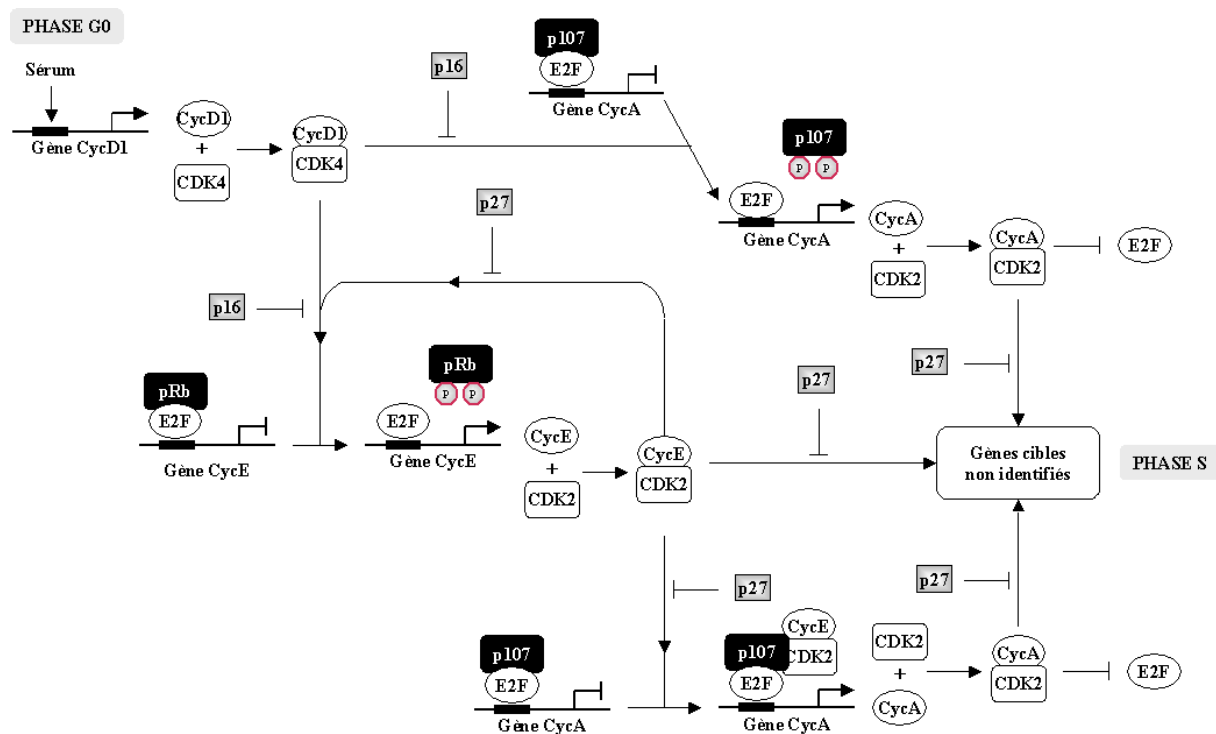 PHASE G0
Sérum
Gène CycD1
CycD1
+
CDK4
CycD1
CDK4
p16
p107
E2F
Gène CycA
p107
P P
E2F
Gène CycA
CycA
+
CDK2
CycA
CDK2
E2F
p27
p16
p27
p27
pRb
E2F
Gène CycE
pRb
P P
E2F
Gène CycE
CycE
+
CDK2
CycE
CDK2
Gènes cibles
non identifiés
PHASE S
p27
p27
p107
E2F
Gène CycA
CycE
CDK2
p107
E2F
Gène CycA
CDK2
+
CycA
CycA
CDK2
E2F